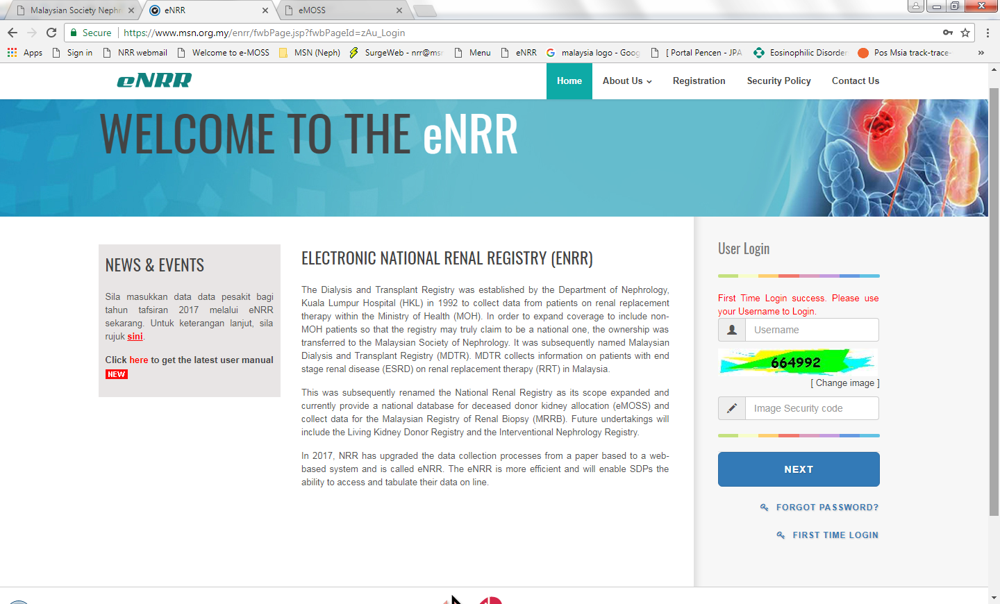 Malaysian Society Neph
eNRR
eMOSS
Secure
https://www.msn.org.my/enrr/fwbPage.jsp?fwbPageId=zAu_Login
Apps
Sign in
NRR webmail
Welcome to e-MOSS
MSN (Neph)
SurgeWeb - nrr@msn
Menu
eNRR
malaysia logo - Goog
[ Portal Pencen - JPA
Eosinophilic Disorder
Pos Msia track-trace-
»
eNRR
Home
About Us
Registration
Security Policy
Contact Us
WELCOME TO THE eNRR
NEWS & EVENTS
Sila masukkan data data pesakit bagi
tahun tafsiran 2017 melalui eNRR
sekarang. Untuk keterangan lanjut, sila
rujuk sini.
Click here to get the latest user manual
NEW
ELECTRONIC NATIONAL RENAL REGISTRY (ENRR)
The Dialysis and Transplant Registry was established by the Department of Nephrology,
Kuala Lumpur Hospital (HKL) in 1992 to collect data from patients on renal replacement
therapy within the Ministry of Health (MOH). In order to expand coverage to include non-
MOH patients so that the registry may truly claim to be a national one, the ownership was
transferred to the Malaysian Society of Nephrology. It was subsequently named Malaysian
Dialysis and Transplant Registry (MDTR). MDTR collects information on patients with end
stage renal disease (ESRD) on renal replacement therapy (RRT) in Malaysia.
This was subsequently renamed the National Renal Registry as its scope expanded and
currently provide a national database for deceased donor kidney allocation (eMOSS) and
collect data for the Malaysian Registry of Renal Biopsy (MRRB). Future undertakings will
include the Living Kidney Donor Registry and the Interventional Nephrology Registry.
In 2017, NRR has upgraded the data collection processes from a paper based to a web-
based system and is called eNRR. The eNRR is more efficient and will enable SDPs the
ability to access and tabulate their data on line.
User Login
First Time Login success. Please use
your Username to Login.
Username
664992
[ Change image ]
Image Security code
NEXT
FORGOT PASSWORD?
FIRST TIME LOGIN